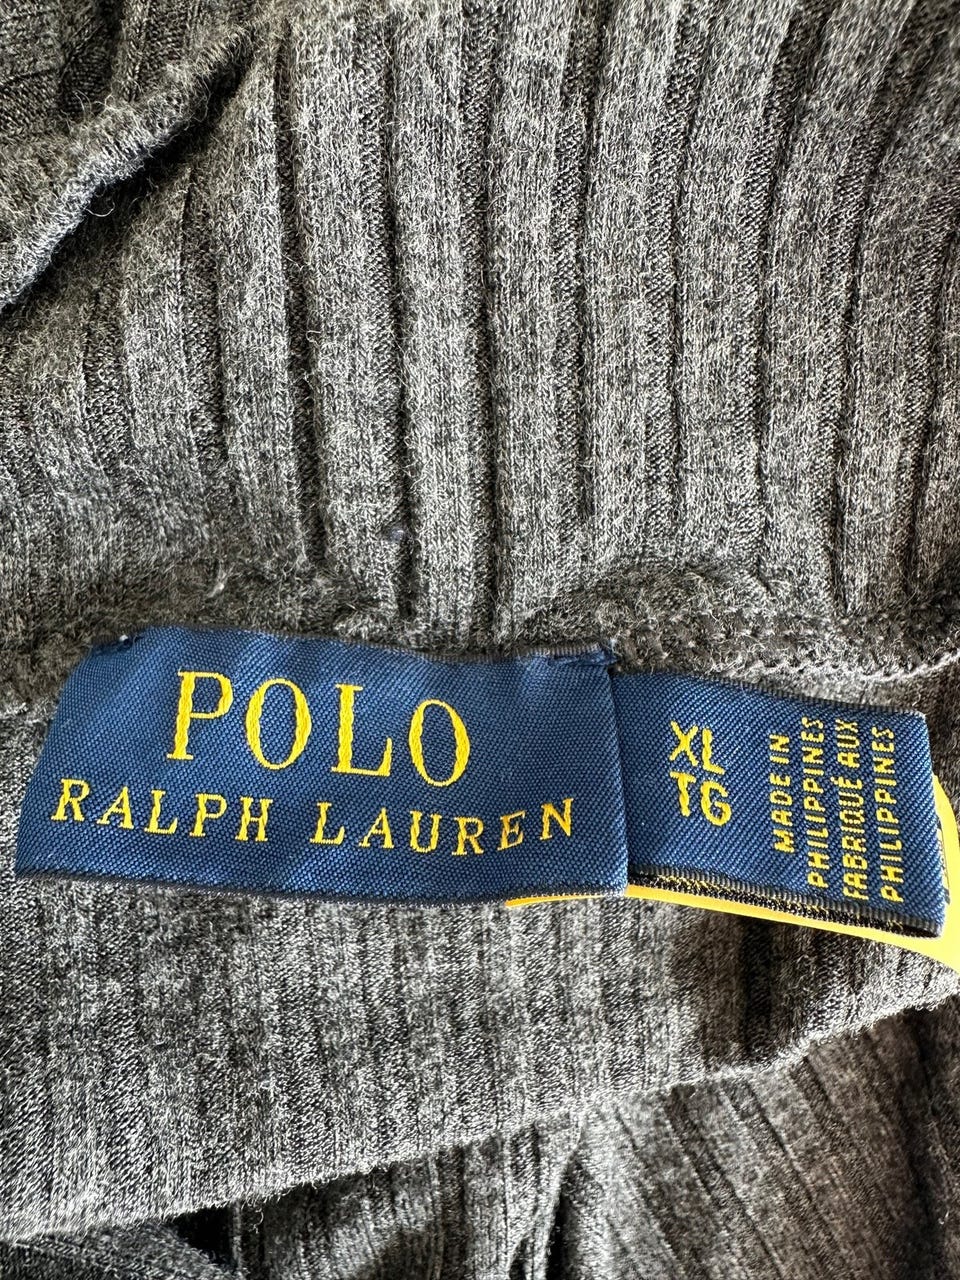 POLO
RALPH LAUREN
XL
TG
MADE IN
PHILIPPINES
FABRIQUÉ AUX
PHILIPPINES